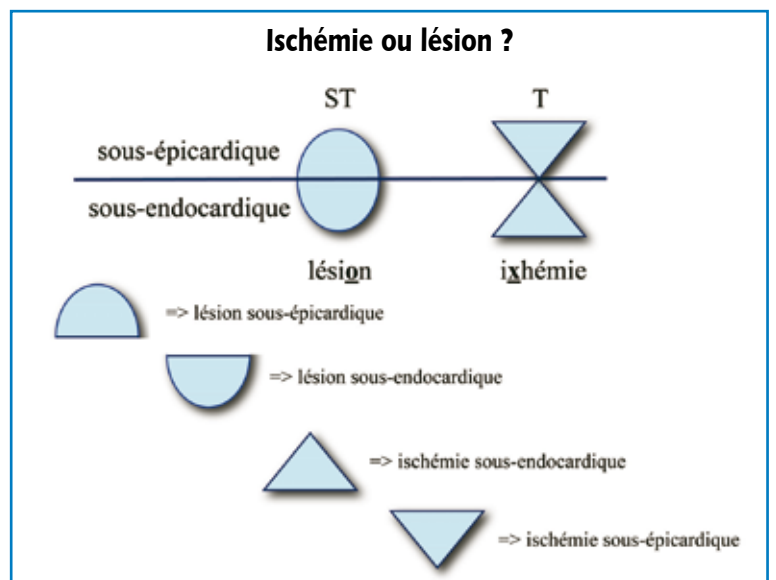 Ischémie ou lésion ?
ST T
sous-épicardique
sous-endocardique
lésion ixhémie
=> lésion sous-épicardique
=> lésion sous-endocardique
=> ischémie sous-endocardique
=> ischémie sous-épicardique